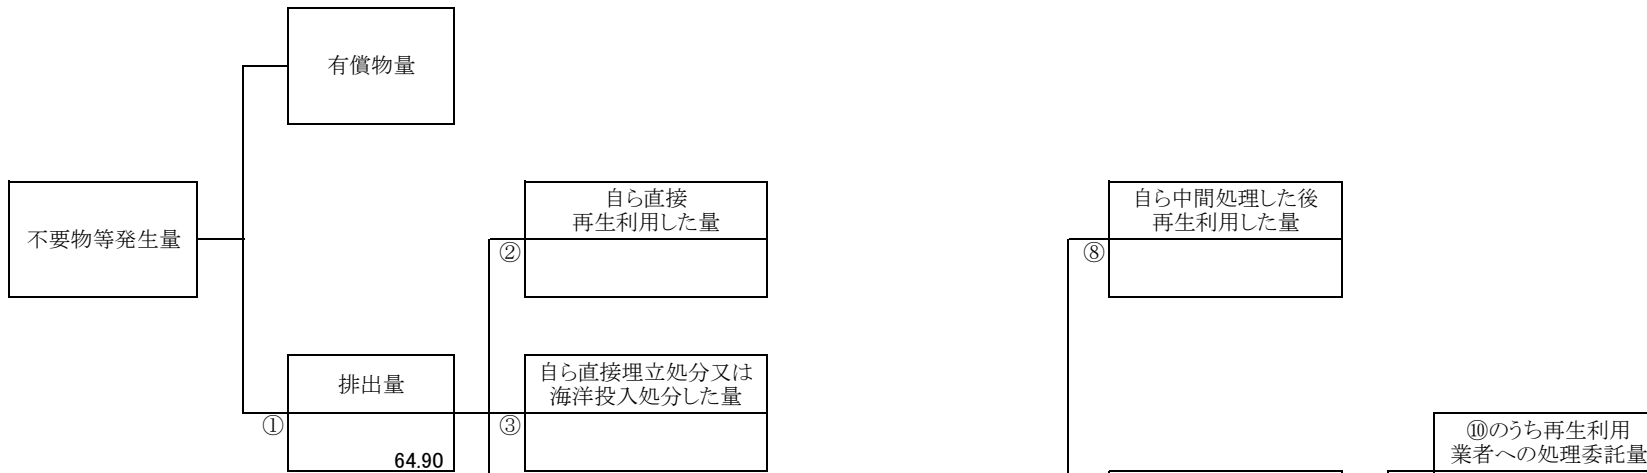 有償物量
不要物等発生量
自ら直接
再生利用した量
②
自ら中間処理した後
再生利用した量
⑧
排出量
①
64.90
自ら直接埋立処分又は
海洋投入処分した量
③
⑩のうち再生利用
業者への処理委託量